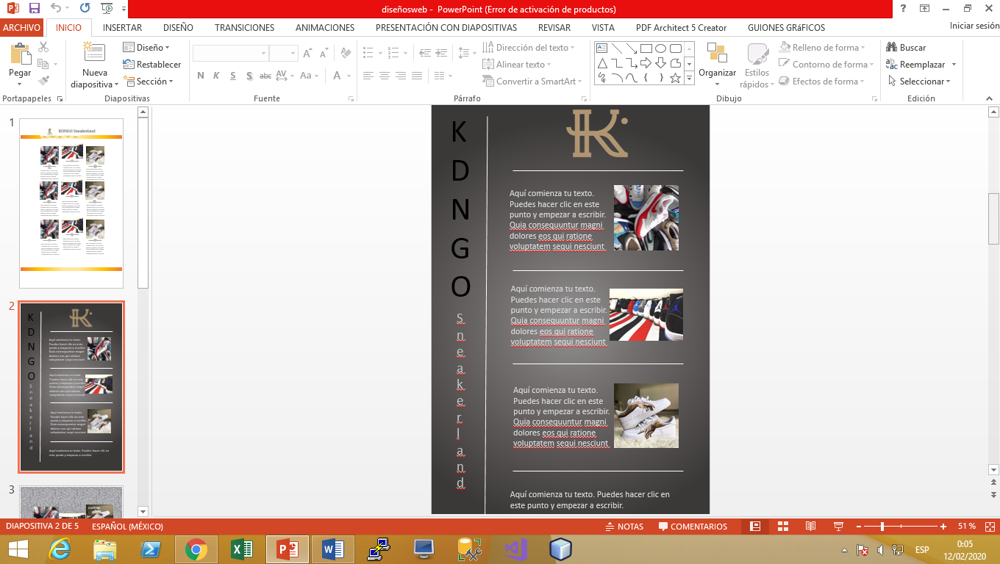 diseñosweb - PowerPoint (Error de activación de productos)
ARCHIVO INICIO INSERTAR DISEÑO TRANSICIONES ANIMACIONES PRESENTACIÓN CON DIAPOSITIVAS REVISAR VISTA PDF Architect 5 Creator GUIONES GRáFICOS Iniciar sesión
Pegar
Nueva
diapositiva
Diseño
Restablecer
Sección
N K S S abc AV Aa A
Dirección del texto
Alinear texto
Convertir a SmartArt
Organizar
Estilos
rápidos
Relleno de forma
Contorno de forma
Efectos de forma
Buscar
Reemplazar
Seleccionar
Portapapeles Diapositivas Fuente Párrafo Dibujo Edición
1
KDNGO Sneakerland
2
3
K
D
N
G
O
S
n
e
a
k
e
r
l
a
n
d
K
Aquí comienza tu texto.
Puedes hacer clic en este
punto y empezar a escribir.
Quia consequuntur magni
dolores eos qui ratione
voluptatem sequi nesciunt
Aquí comienza tu texto.
Puedes hacer clic en este
punto y empezar a escribir.
Quia consequuntur magni
dolores eos qui ratione
voluptatem sequi nesciunt
Aquí comienza tu texto.
Puedes hacer clic en este
punto y empezar a escribir.
Quia consequuntur magni
dolores eos qui ratione
voluptatem sequi nesciunt
Aquí comienza tu texto. Puedes hacer clic en
este punto y empezar a escribir.
DIAPOSITIVA 2 DE 5 ESPAÑOL (MÉXICO) NOTAS COMENTARIOS 51 %
ESP
0:05
12/02/2020